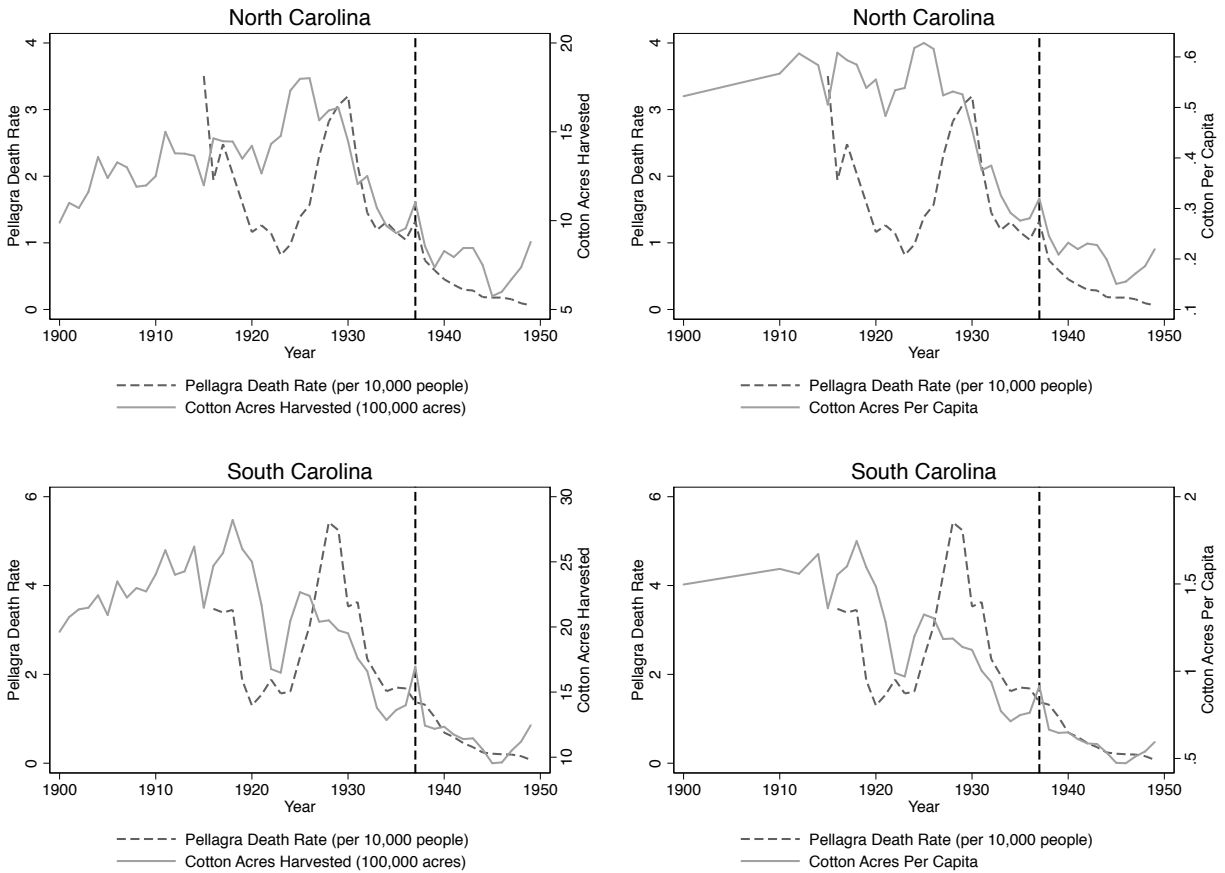 North Carolina
Pellagra Death Rate
0 1 2 3 4
5 10 15 20
Cotton Acres Harvested
1900 1910 1920 1930 1940 1950
Year
Pellagra Death Rate (per 10,000 people)
Cotton Acres Harvested (100,000 acres)
North Carolina
Pellagra Death Rate
0 1 2 3 4
.1 .2 .3 .4 .5 .6
Cotton Per Capita
1900 1910 1920 1930 1940 1950
Year
Pellagra Death Rate (per 10,000 people)
Cotton Acres Per Capita
South Carolina
Pellagra Death Rate
0 2 4 6
10 15 20 25 30
Cotton Acres Harvested
1900 1910 1920 1930 1940 1950
Year
Pellagra Death Rate (per 10,000 people)
Cotton Acres Harvested (100,000 acres)
South Carolina
Pellagra Death Rate
0 2 4 6
.5 1 1.5 2
Cotton Acres Per Capita
1900 1910 1920 1930 1940 1950
Year
Pellagra Death Rate (per 10,000 people)
Cotton Acres Per Capita